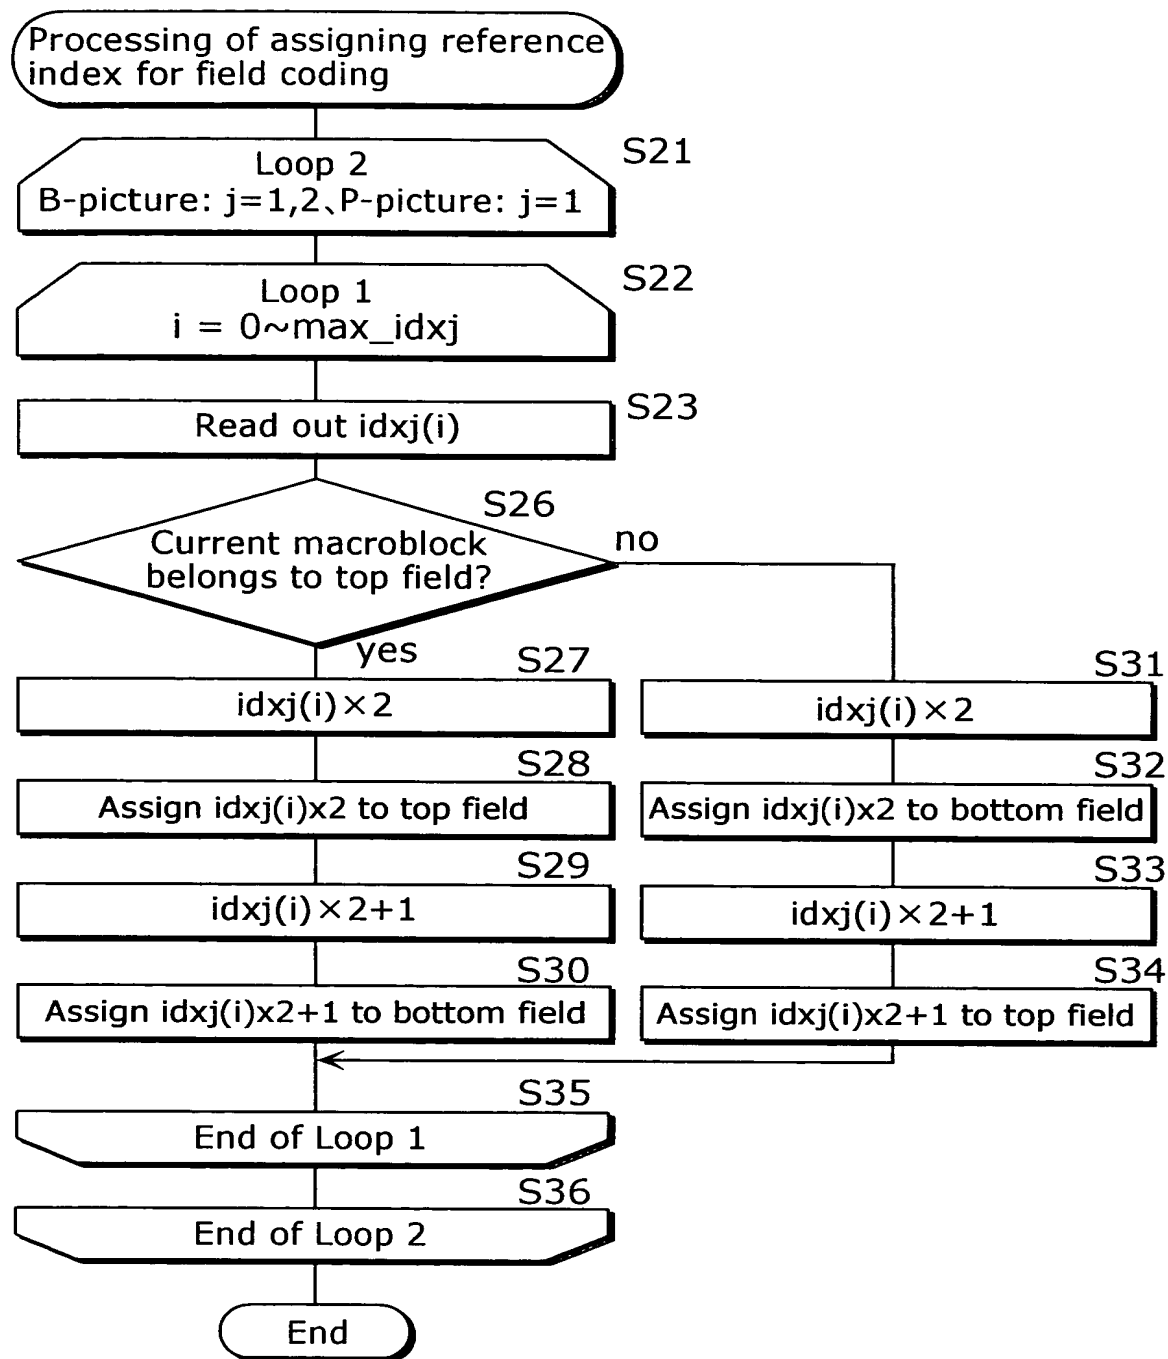 Processing of assigning reference
index for field coding
Loop 2
B-picture: j=1,2、P-picture: j=1
S21
Loop 1
i = 0~max_idxj
S22
Read out idxj(i)
S23
S26
Current macroblock
belongs to top field?
no
yes
S27
idxj(i)×2
S28
Assign idxj(i)x2 to top field
S29
idxj(i)×2+1
S30
Assign idxj(i)x2+1 to bottom field
S31
idxj(i)×2
S32
Assign idxj(i)x2 to bottom field
S33
idxj(i)×2+1
S34
Assign idxj(i)x2+1 to top field
S35
End of Loop 1
S36
End of Loop 2
End